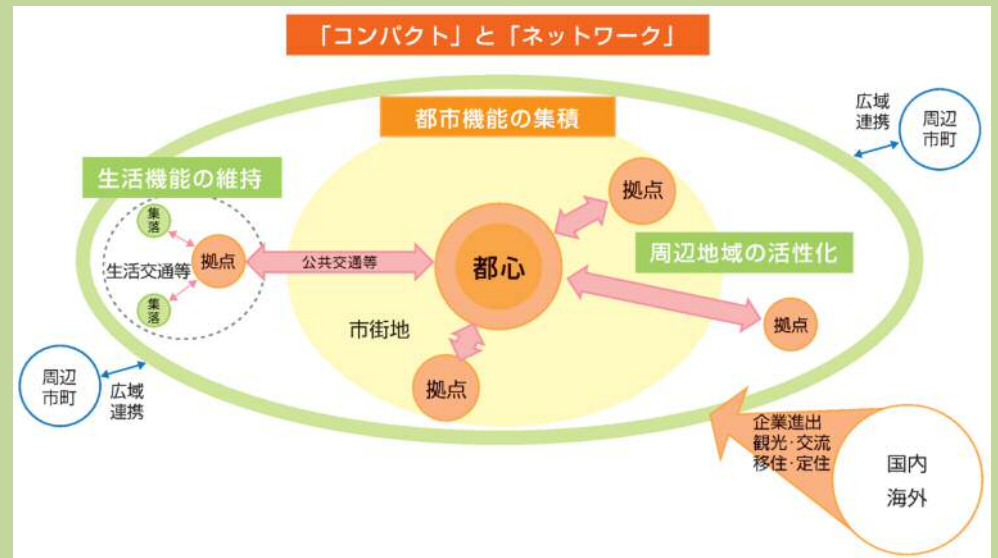 「コンパクト」と「ネットワーク」
都市機能の集積
広域
連携
周辺
市町
生活機能の維持
集落
拠点
生活交通等
拠点
公共交通等
都心
周辺地域の活性化
集落
市街地
拠点
拠点
周辺
市町
広域
連携
企業進出
観光・交流
移住・定住
国内
海外